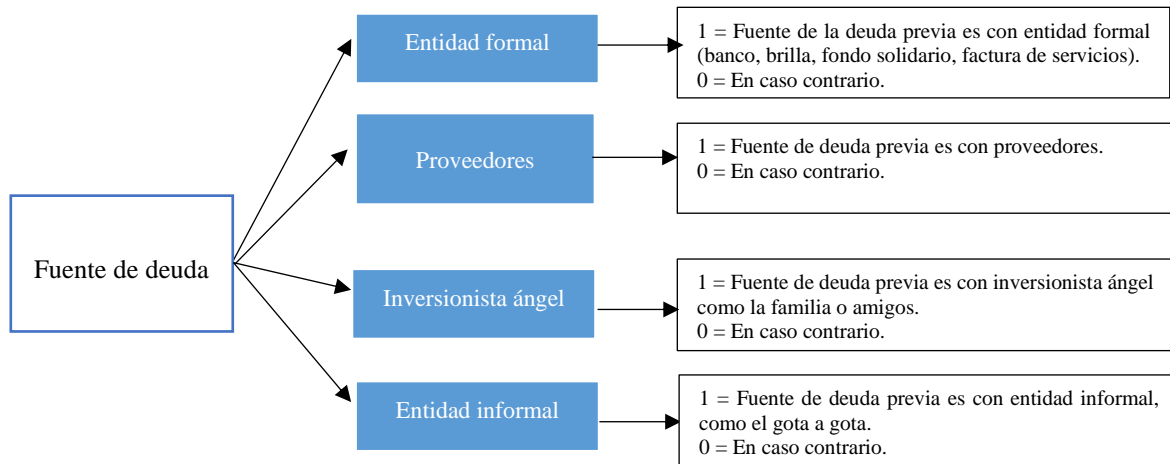 Entidad formal
1 = Fuente de la deuda previa es con entidad formal
(banco, brilla, fondo solidario, factura de servicios).
0 = En caso contrario.
Proveedores
1 = Fuente de deuda previa es con proveedores.
0 = En caso contrario.
Fuente de deuda
Inversionista ángel
1 = Fuente de deuda previa es con inversionista ángel
como la familia o amigos.
0 = En caso contrario.
Entidad informal
1 = Fuente de deuda previa es con entidad informal,
como el gota a gota.
0 = En caso contrario.